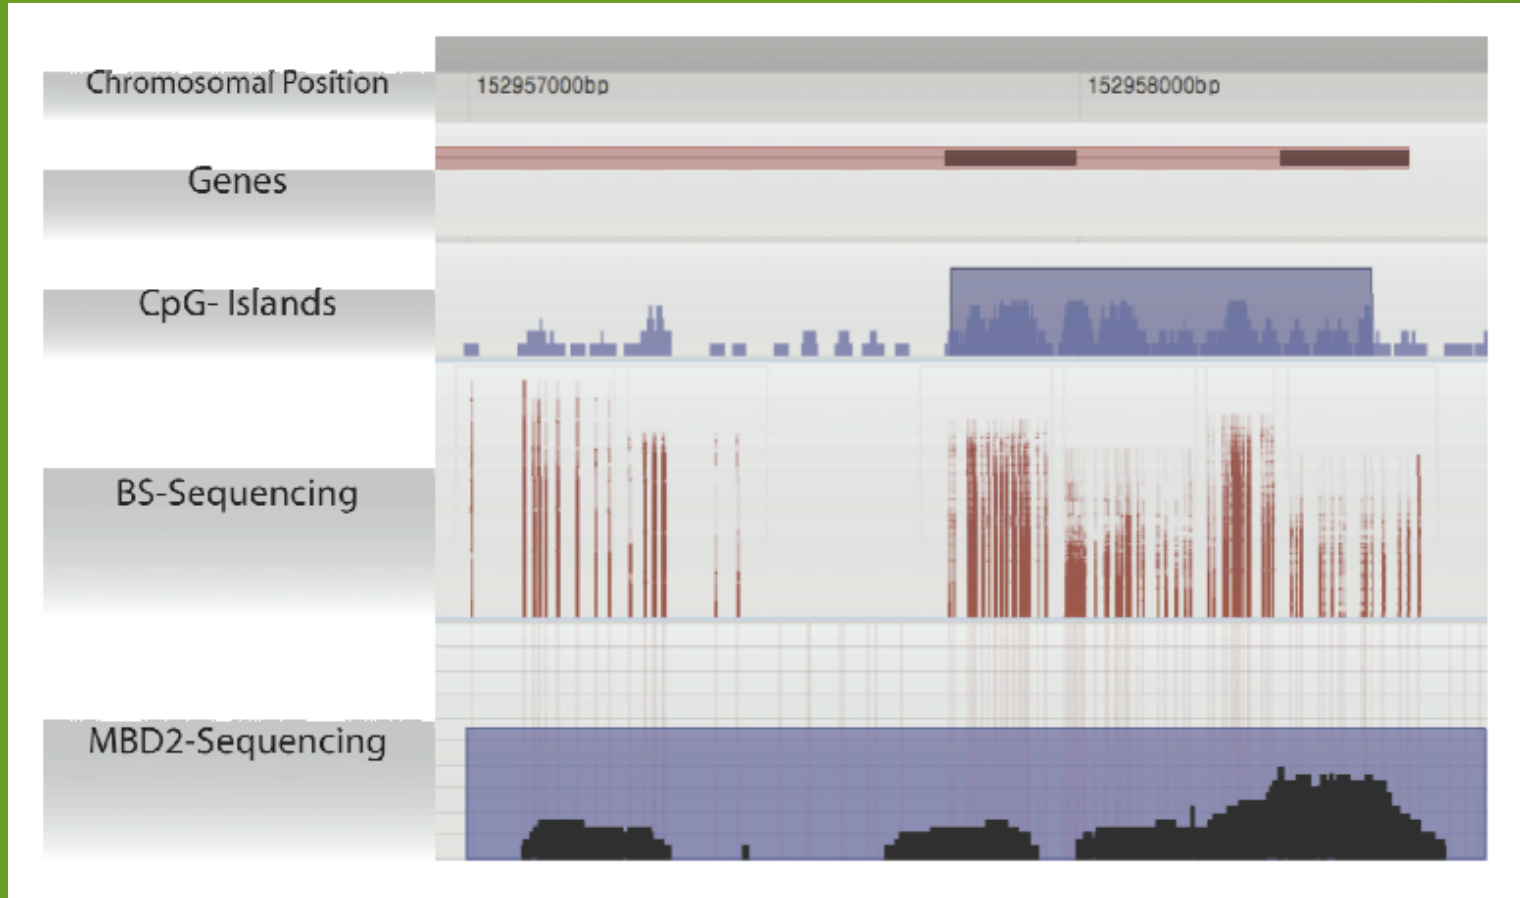 Chromosomal Position
152957000bp
152958000bp
Genes
CpG- Islands
BS-Sequencing
MBD2-Sequencing